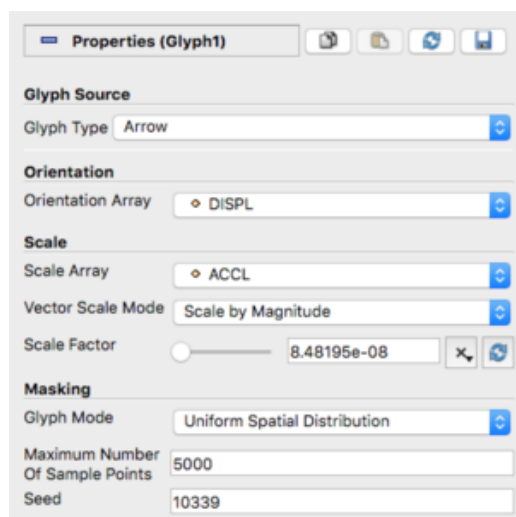 Properties (Glyph1)
Glyph Source
Glyph Type Arrow
Orientation
Orientation Array DISPL
Scale
Scale Array ACCL
Vector Scale Mode Scale by Magnitude
Scale Factor 8.48195e-08
Masking
Glyph Mode Uniform Spatial Distribution
Maximum Number
Of Sample Points 5000
Seed 10339